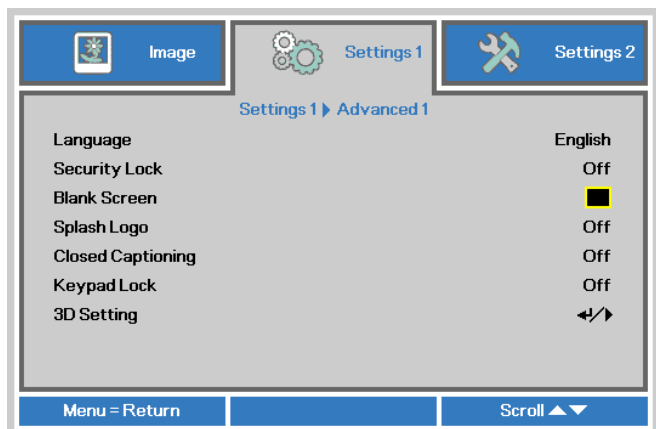 Image Settings 1 Settings 2
Settings 1 ▶ Advanced 1
Language English
Security Lock Off
Blank Screen
Splash Logo Off
Closed Captioning Off
Keypad Lock Off
3D Setting ↵/▶
Menu = Return Scroll ▲▼